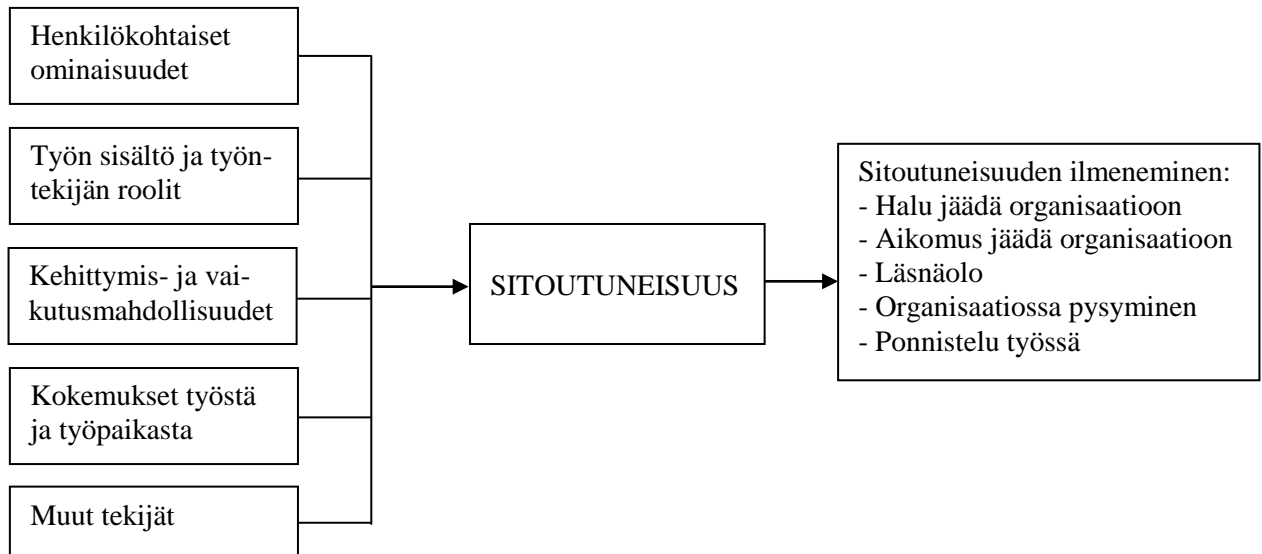 Henkilökohtaiset
ominaisuudet
Työn sisältö ja työn-
tekijän roolit
Kehittymis- ja vai-
kutusmahdollisuudet
Kokemukset työstä
ja työpaikasta
Muut tekijät
SITOUTUNEISUUS
Sitoutuneisuuden ilmeneminen:
- Halu jäädä organisaatioon
- Aikomus jäädä organisaatioon
- Läsnäolo
- Organisaatiossa pysyminen
- Ponnistelu työssä